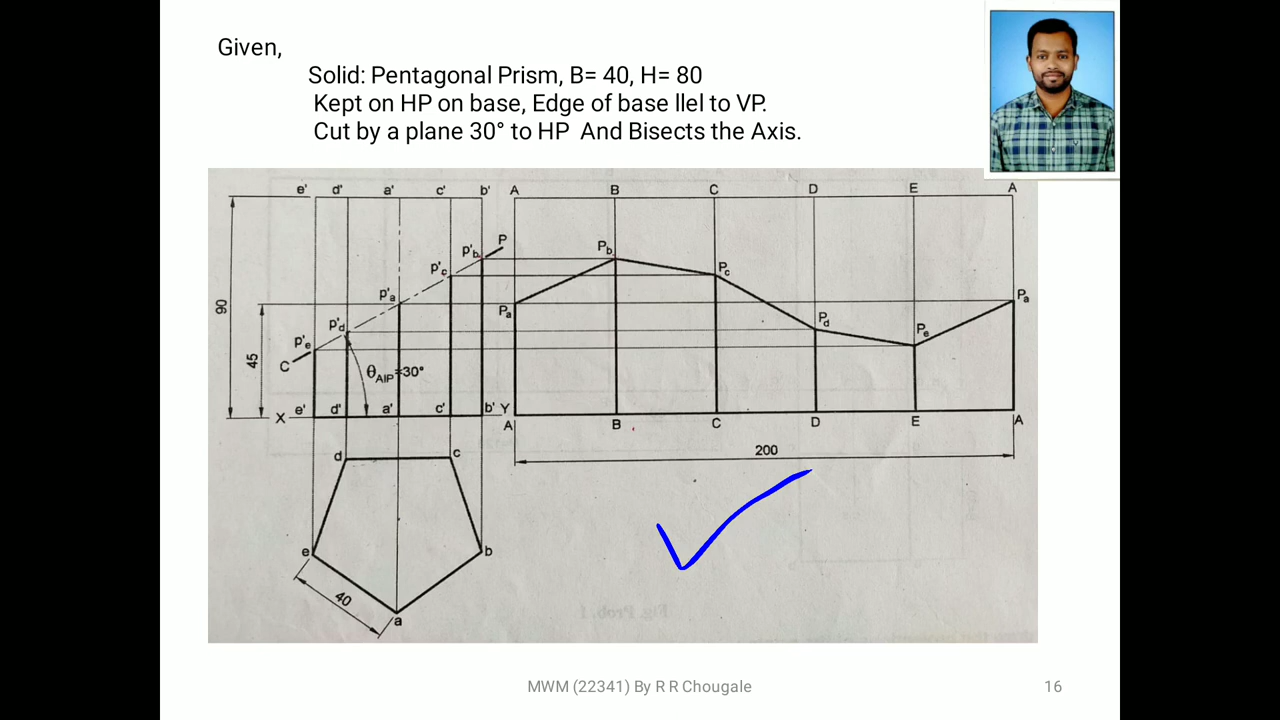 Given,
Solid: Pentagonal Prism, B= 40, H= 80
Kept on HP on base, Edge of base llel to VP.
Cut by a plane 30° to HP And Bisects the Axis.
e' d' a' c' b' A B C D E A
P
p'b
Pb
p'c
Pc
p'a
Pa
Pa
p'd
Pd
p'e
Pe
C
90
45
θAIP=30°
X e' d' a' c' b' Y
A B C D E A
200
d c
e b
40
a
MWM (22341) By R R Chougale
16